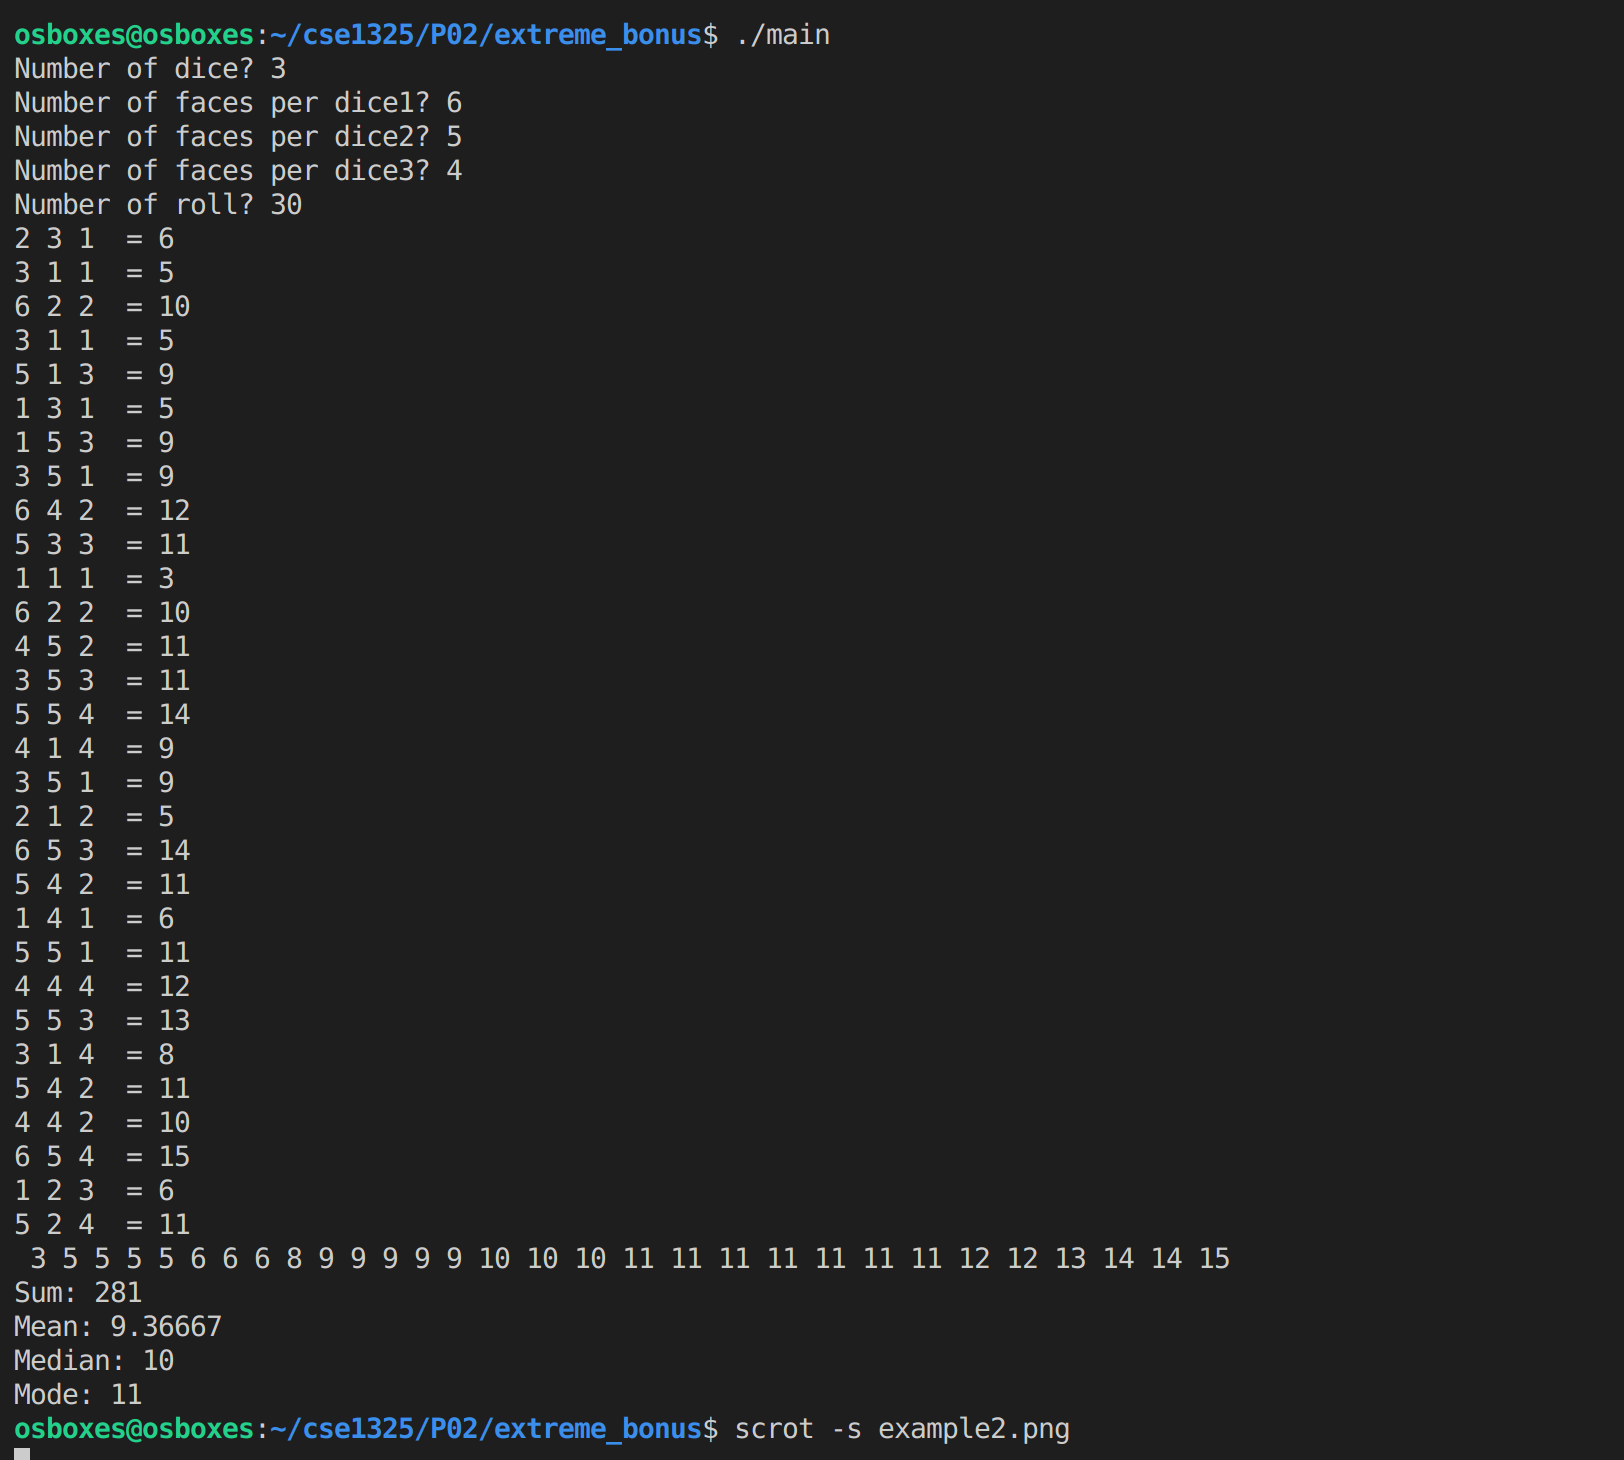 osboxes@osboxes:~/cse1325/P02/extreme_bonus$ ./main
Number of dice? 3
Number of faces per dice1? 6
Number of faces per dice2? 5
Number of faces per dice3? 4
Number of roll? 30
2 3 1  = 6
3 1 1  = 5
6 2 2  = 10
3 1 1  = 5
5 1 3  = 9
1 3 1  = 5
1 5 3  = 9
3 5 1  = 9
6 4 2  = 12
5 3 3  = 11
1 1 1  = 3
6 2 2  = 10
4 5 2  = 11
3 5 3  = 11
5 5 4  = 14
4 1 4  = 9
3 5 1  = 9
2 1 2  = 5
6 5 3  = 14
5 4 2  = 11
1 4 1  = 6
5 5 1  = 11
4 4 4  = 12
5 5 3  = 13
3 1 4  = 8
5 4 2  = 11
4 4 2  = 10
6 5 4  = 15
1 2 3  = 6
5 2 4  = 11
 3 5 5 5 5 6 6 6 8 9 9 9 9 9 10 10 10 11 11 11 11 11 11 11 12 12 13 14 14 15
Sum: 281
Mean: 9.36667
Median: 10
Mode: 11
osboxes@osboxes:~/cse1325/P02/extreme_bonus$ scrot -s example2.png